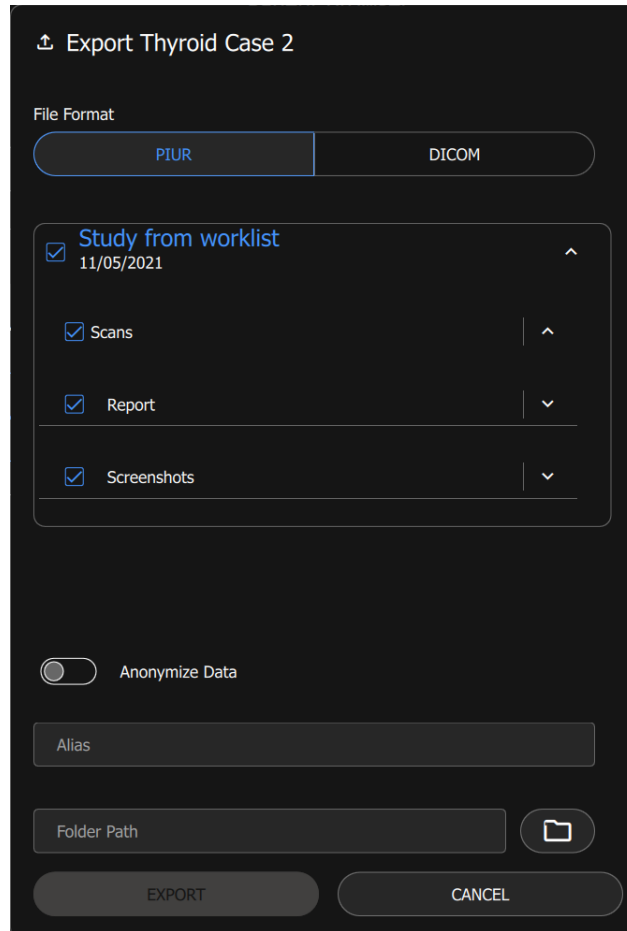 Export Thyroid Case 2
File Format
PIUR
DICOM
Study from worklist
11/05/2021
Scans
Report
Screenshots
Anonymize Data
Alias
Folder Path
EXPORT
CANCEL